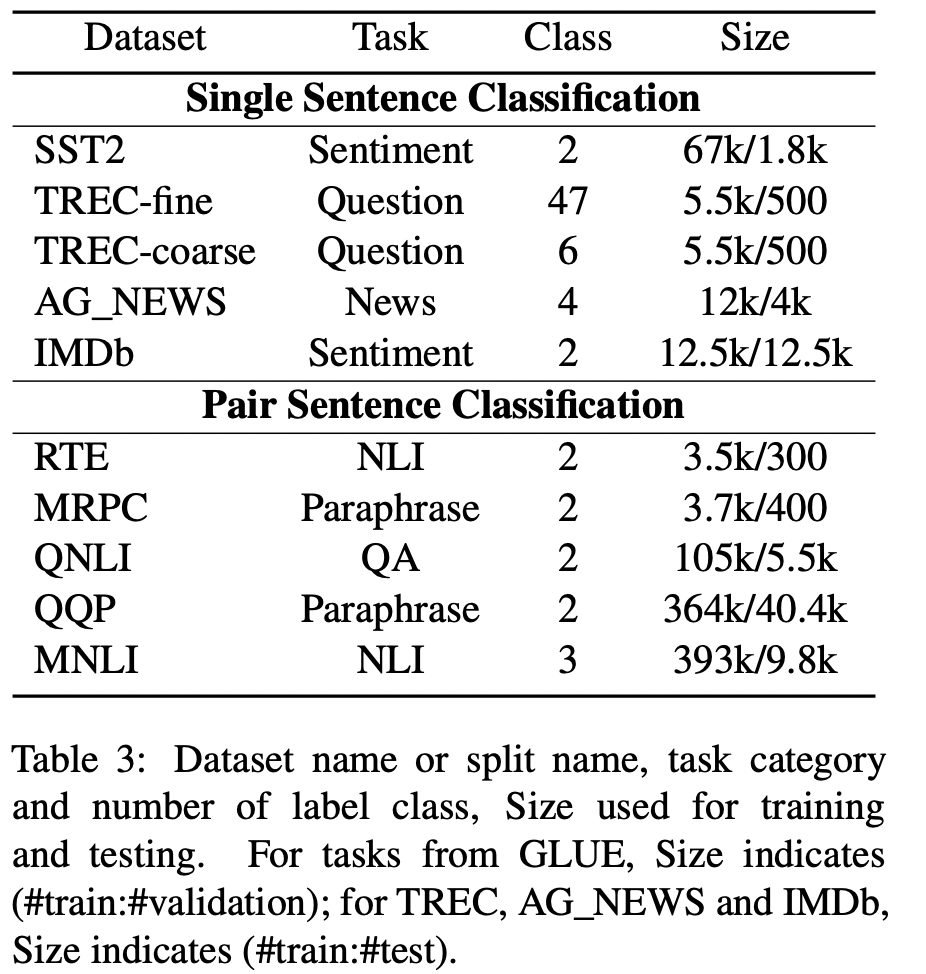 Dataset Task Class Size
Single Sentence Classification
SST2 Sentiment 2 67k/1.8k
TREC-fine Question 47 5.5k/500
TREC-coarse Question 6 5.5k/500
AG_NEWS News 4 12k/4k
IMDb Sentiment 2 12.5k/12.5k
Pair Sentence Classification
RTE NLI 2 3.5k/300
MRPC Paraphrase 2 3.7k/400
QNLI QA 2 105k/5.5k
QQP Paraphrase 2 364k/40.4k
MNLI NLI 3 393k/9.8k
Table 3: Dataset name or split name, task category
and number of label class, Size used for training
and testing. For tasks from GLUE, Size indicates
(#train:#validation); for TREC, AG_NEWS and IMDb,
Size indicates (#train:#test).